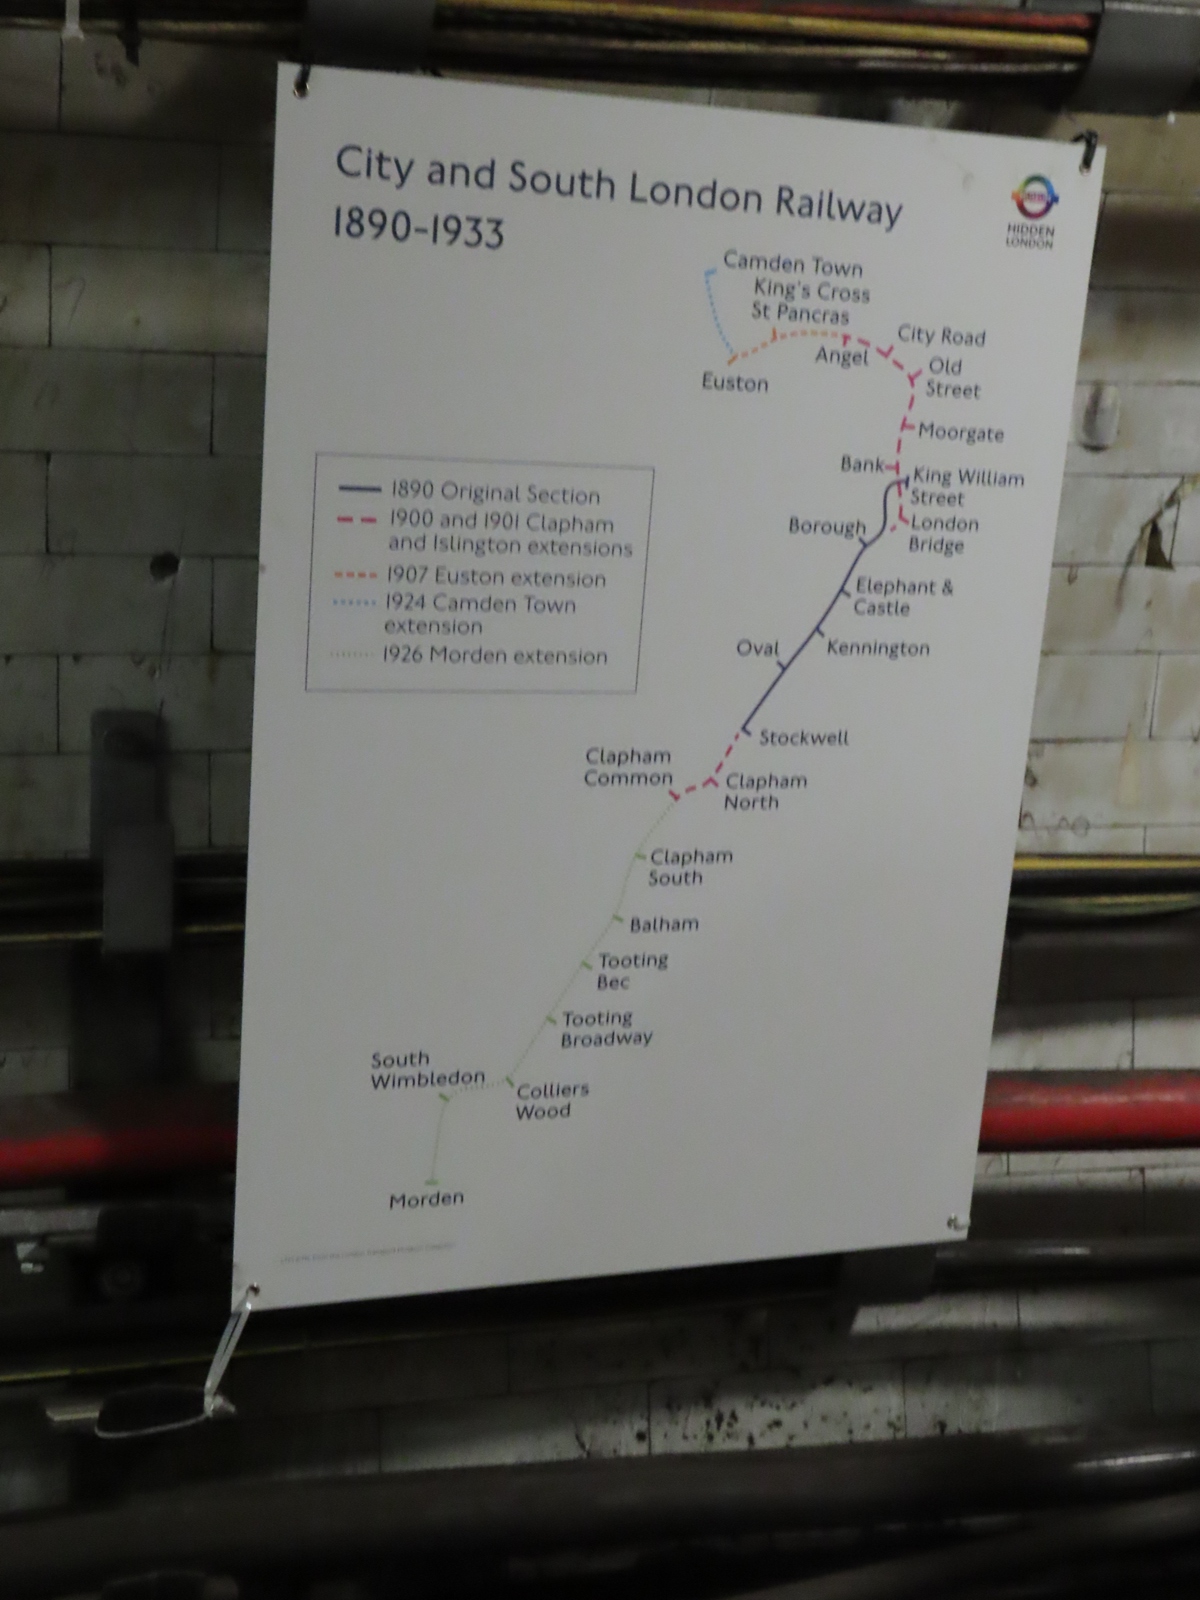 City and South London Railway
1890-1933
HIDDEN
LONDON
Camden Town
King's Cross
St Pancras
City Road
Angel
Old
Street
Euston
Moorgate
Bank
King William
Street
1890 Original Section
1900 and 1901 Clapham
and Islington extensions
1907 Euston extension
1924 Camden Town
extension
1926 Morden extension
London
Bridge
Borough
Elephant &
Castle
Kennington
Oval
Stockwell
Clapham
Common
Clapham
North
Clapham
South
Balham
Tooting
Bec
Tooting
Broadway
South
Wimbledon
Colliers
Wood
Morden